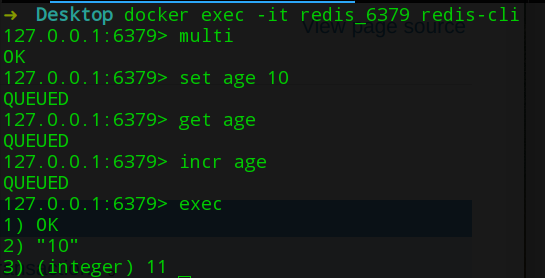 → Desktop docker exec -it redis_6379 redis-cli
View page source
127.0.0.1:6379> multi
OK
127.0.0.1:6379> set age 10
QUEUED
127.0.0.1:6379> get age
QUEUED
127.0.0.1:6379> incr age
QUEUED
127.0.0.1:6379> exec
1) OK
2) "10"
3) (integer) 11